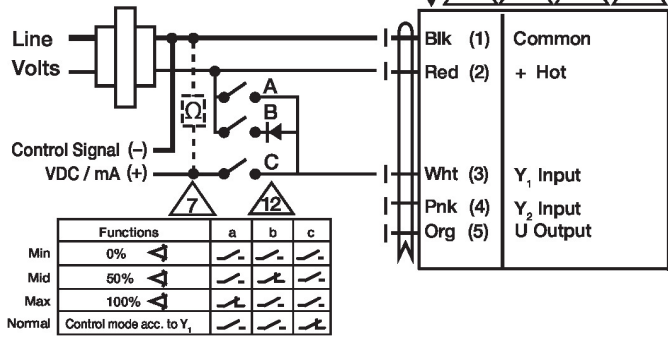 Line
Volts
Blk (1) Common
Red (2) + Hot
A
Ω
B
Control Signal (–)
VDC / mA (+)
C
Wht (3) Y1 Input
Pnk (4) Y2 Input
Org (5) U Output
7
12
Functions a b c
Min 0%
Mid 50%
Max 100%
Normal Control mode acc. to Y1